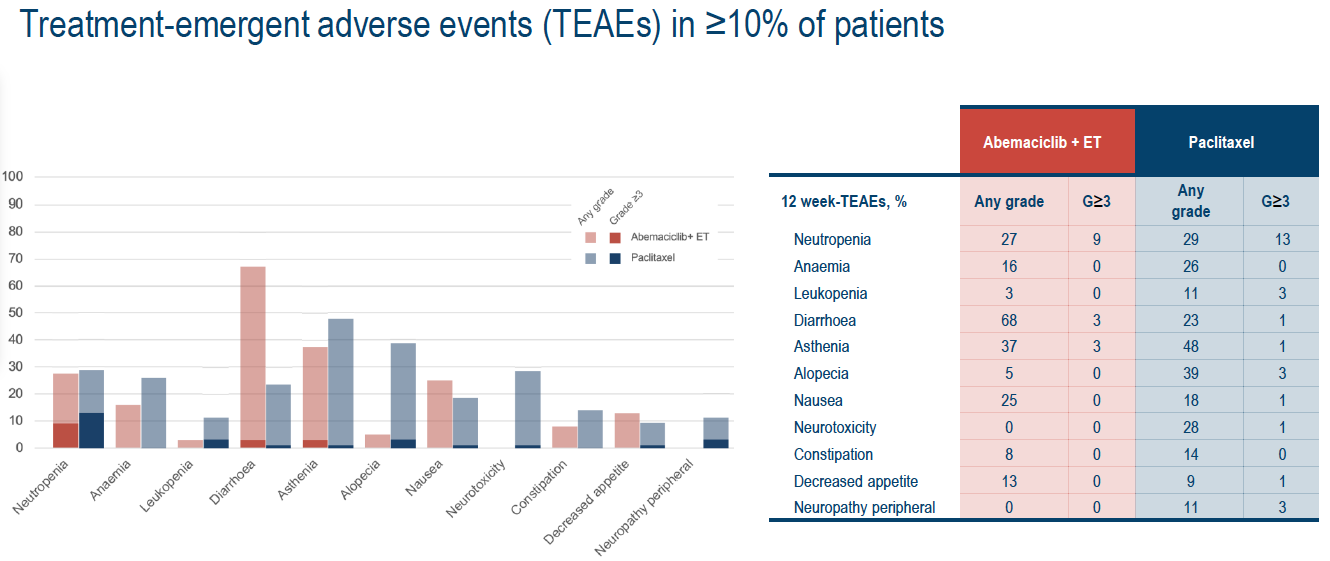 Treatment-emergent adverse events (TEAEs) in ≥10% of patients
100
90
80
70
60
50
40
30
20
10
0
Any grade
Grade ≥3
Abemaciclib+ ET
Paclitaxel
Neutropenia
Anaemia
Leukopenia
Diarrhoea
Asthenia
Alopecia
Nausea
Neurotoxicity
Constipation
Decreased appetite
Neuropathy peripheral
Abemaciclib + ET Paclitaxel
12 week-TEAEs, % Any grade G≥3 Any grade G≥3
Neutropenia 27 9 29 13
Anaemia 16 0 26 0
Leukopenia 3 0 11 3
Diarrhoea 68 3 23 1
Asthenia 37 3 48 1
Alopecia 5 0 39 3
Nausea 25 0 18 1
Neurotoxicity 0 0 28 1
Constipation 8 0 14 0
Decreased appetite 13 0 9 1
Neuropathy peripheral 0 0 11 3